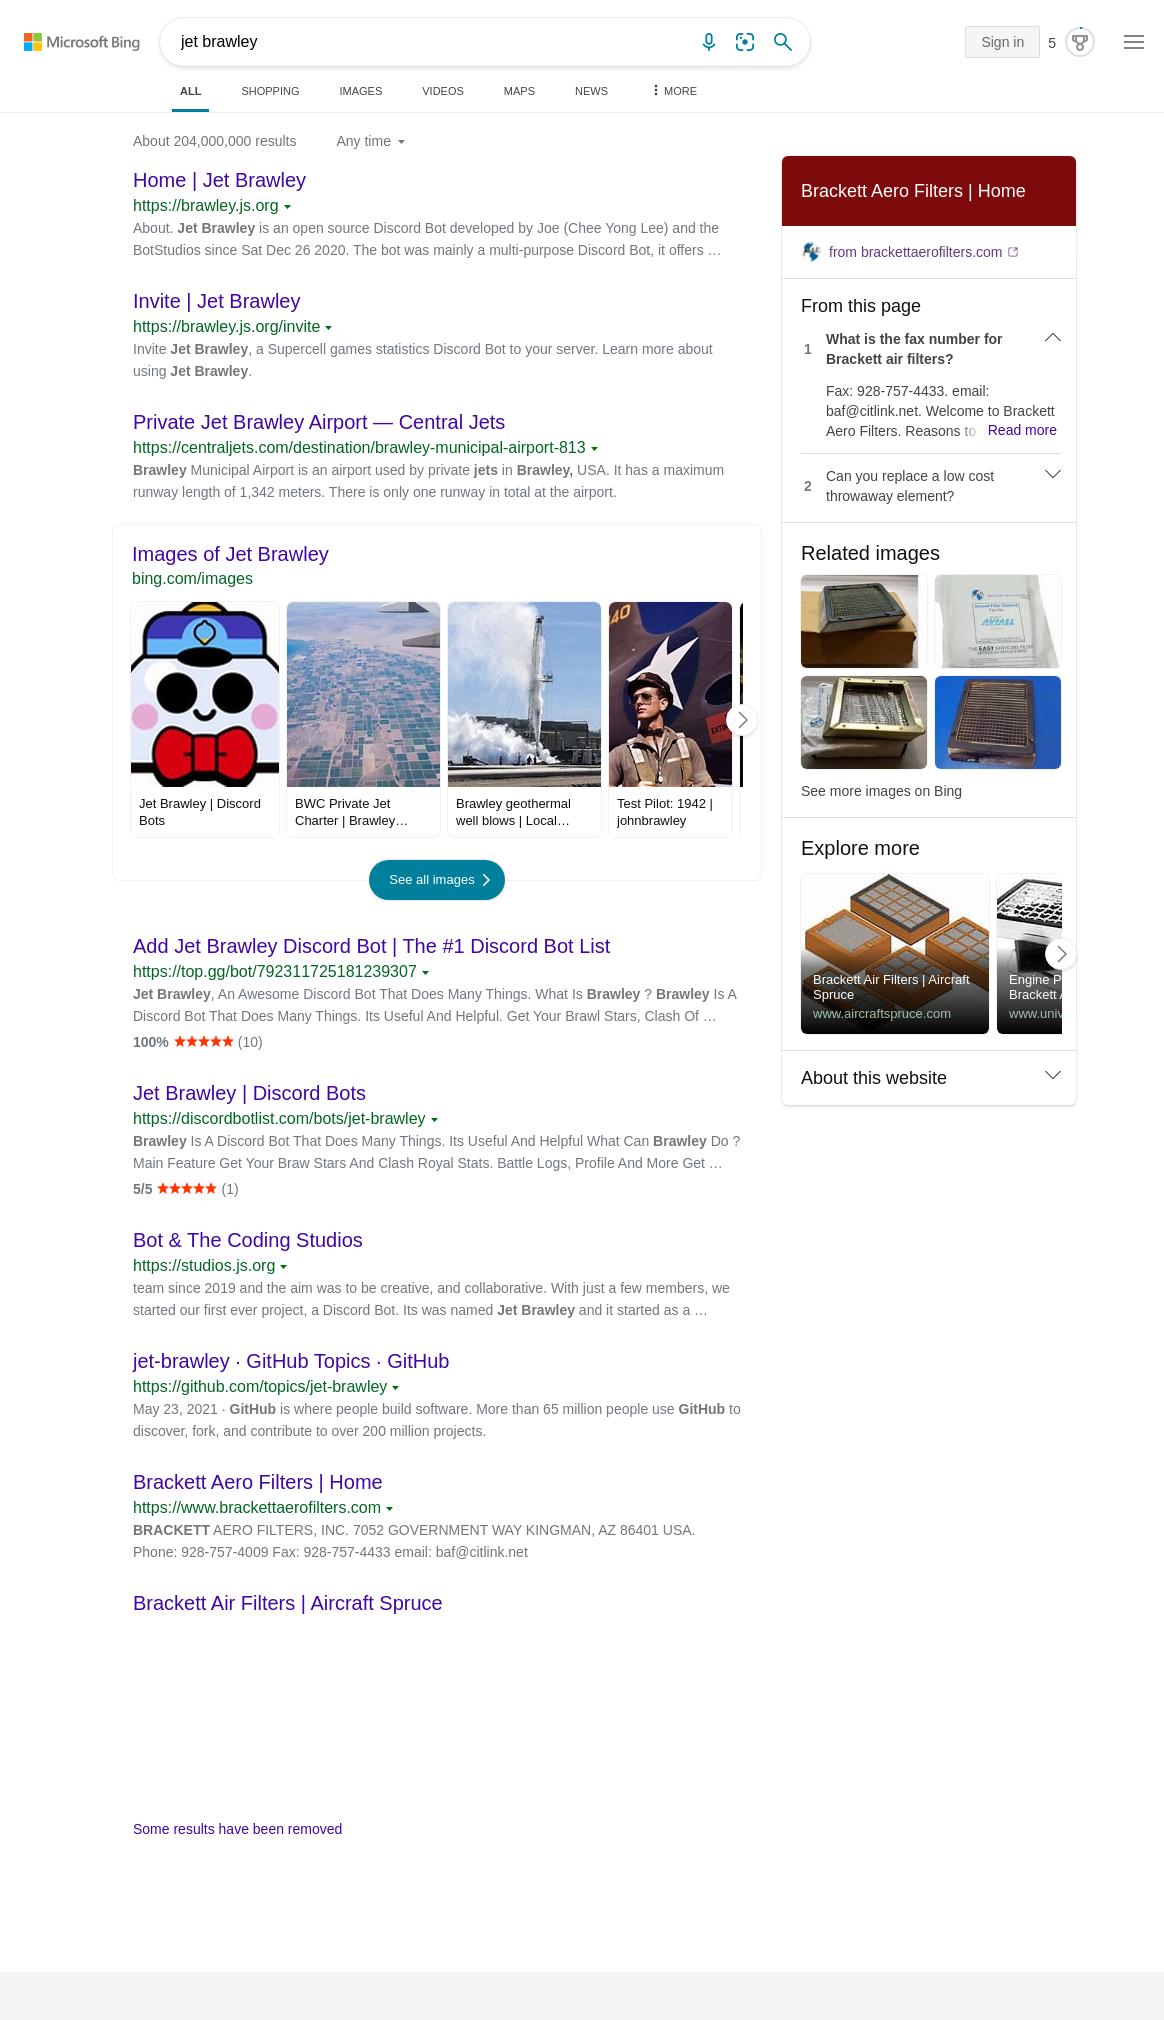 Microsoft Bing
jet brawley
Sign in
5
ALL
SHOPPING
IMAGES
VIDEOS
MAPS
NEWS
MORE
About 204,000,000 results
Any time
Home | Jet Brawley
https://brawley.js.org
About. Jet Brawley is an open source Discord Bot developed by Joe (Chee Yong Lee) and the
BotStudios since Sat Dec 26 2020. The bot was mainly a multi-purpose Discord Bot, it offers …
Invite | Jet Brawley
https://brawley.js.org/invite
Invite Jet Brawley, a Supercell games statistics Discord Bot to your server. Learn more about
using Jet Brawley.
Private Jet Brawley Airport — Central Jets
https://centraljets.com/destination/brawley-municipal-airport-813
Brawley Municipal Airport is an airport used by private jets in Brawley, USA. It has a maximum
runway length of 1,342 meters. There is only one runway in total at the airport.
Images of Jet Brawley
bing.com/images
40
Jet Brawley | Discord
Bots
BWC Private Jet
Charter | Brawley…
Brawley geothermal
well blows | Local…
Test Pilot: 1942 |
johnbrawley
See all images
Add Jet Brawley Discord Bot | The #1 Discord Bot List
https://top.gg/bot/792311725181239307
Jet Brawley, An Awesome Discord Bot That Does Many Things. What Is Brawley ? Brawley Is A
Discord Bot That Does Many Things. Its Useful And Helpful. Get Your Brawl Stars, Clash Of …
100% (10)
Jet Brawley | Discord Bots
https://discordbotlist.com/bots/jet-brawley
Brawley Is A Discord Bot That Does Many Things. Its Useful And Helpful What Can Brawley Do ?
Main Feature Get Your Braw Stars And Clash Royal Stats. Battle Logs, Profile And More Get …
5/5 (1)
Bot & The Coding Studios
https://studios.js.org
team since 2019 and the aim was to be creative, and collaborative. With just a few members, we
started our first ever project, a Discord Bot. Its was named Jet Brawley and it started as a …
jet-brawley · GitHub Topics · GitHub
https://github.com/topics/jet-brawley
May 23, 2021 · GitHub is where people build software. More than 65 million people use GitHub to
discover, fork, and contribute to over 200 million projects.
Brackett Aero Filters | Home
https://www.brackettaerofilters.com
BRACKETT AERO FILTERS, INC. 7052 GOVERNMENT WAY KINGMAN, AZ 86401 USA.
Phone: 928-757-4009 Fax: 928-757-4433 email: baf@citlink.net
Brackett Air Filters | Aircraft Spruce
Some results have been removed
Brackett Aero Filters | Home
from brackettaerofilters.com
From this page
1
What is the fax number for
Brackett air filters?
Fax: 928-757-4433. email:
baf@citlink.net. Welcome to Brackett
Aero Filters. Reasons to Read more
2
Can you replace a low cost
throwaway element?
Related images
AVIALL
THE EASY SERVICING FILTER
See more images on Bing
Explore more
Brackett Air Filters | Aircraft
Spruce
www.aircraftspruce.com
Engine P
Brackett A
www.univ
About this website